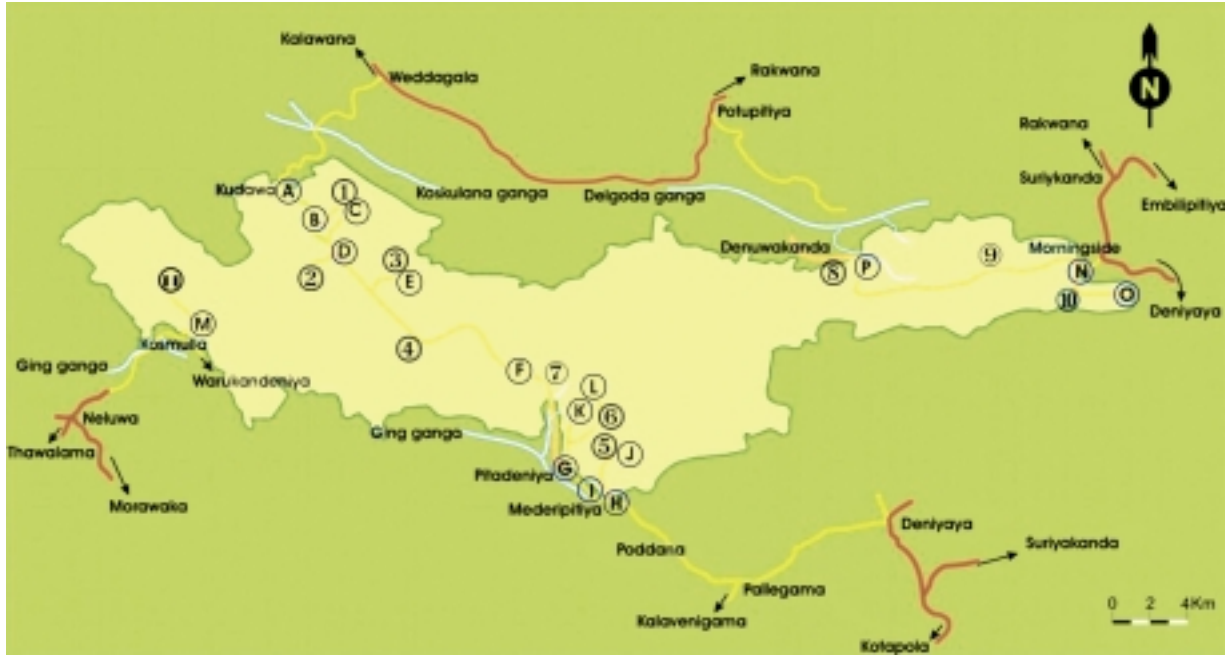 Kalawana
Weddagala
Rakwana
Potupitiya
N
Rakwana
Suriykanda
Embilipitiya
Kudawa
A
1
C
B
Koskulana ganga
Delgoda ganga
D
3
2
E
Denuwakanda
8
P
9
Morningside
N
10
O
Deniyaya
11
M
Kosmulla
Ging ganga
Warukandeniya
4
F
7
L
K
6
5
J
Neluwa
Thawalama
Morawaka
Ging ganga
Pitadeniya
G
I
H
Mederipitiya
Poddana
Deniyaya
Suriyakanda
Pallegama
Kalavenigama
Kotapola
0 2 4Km